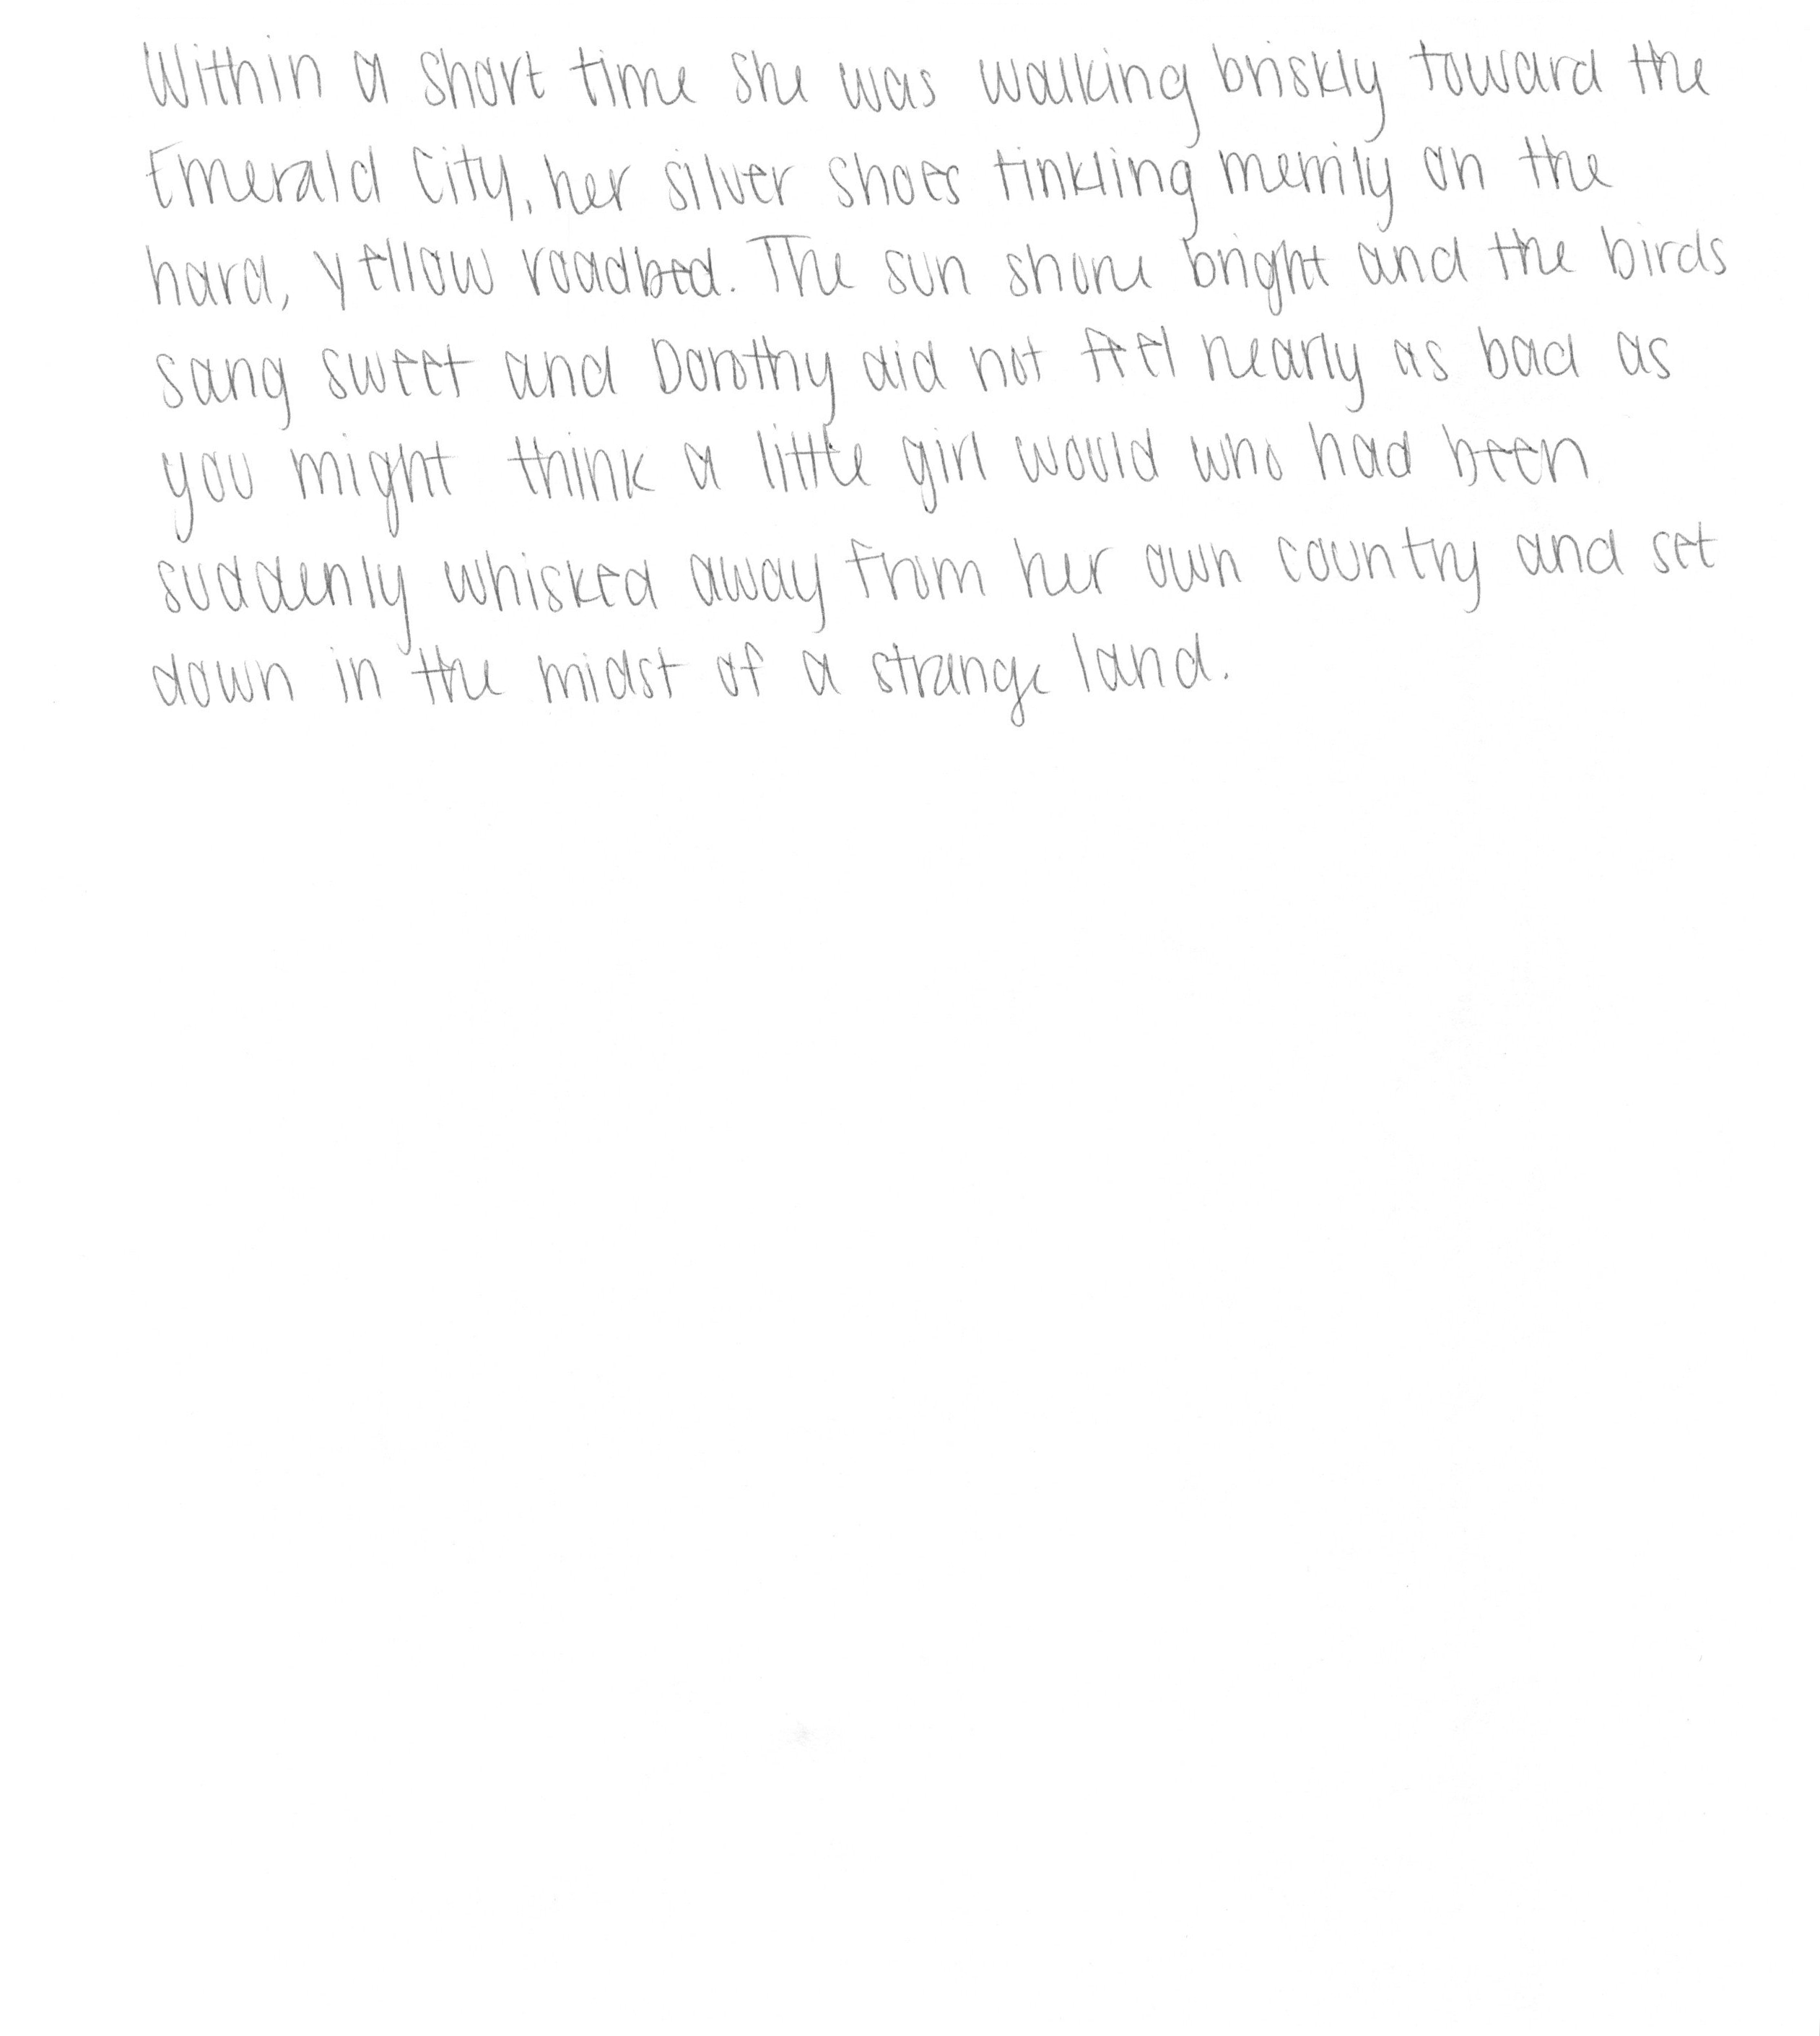 Within a short time she was walking briskly toward the
Emerald City, her silver shoes tinkling merrily on the
hard, yellow roadbed. The sun shone bright and the birds
sang sweet and Dorothy did not feel nearly as bad as
you might think a little girl would who had been
suddenly whisked away from her own country and set
down in the midst of a strange land.